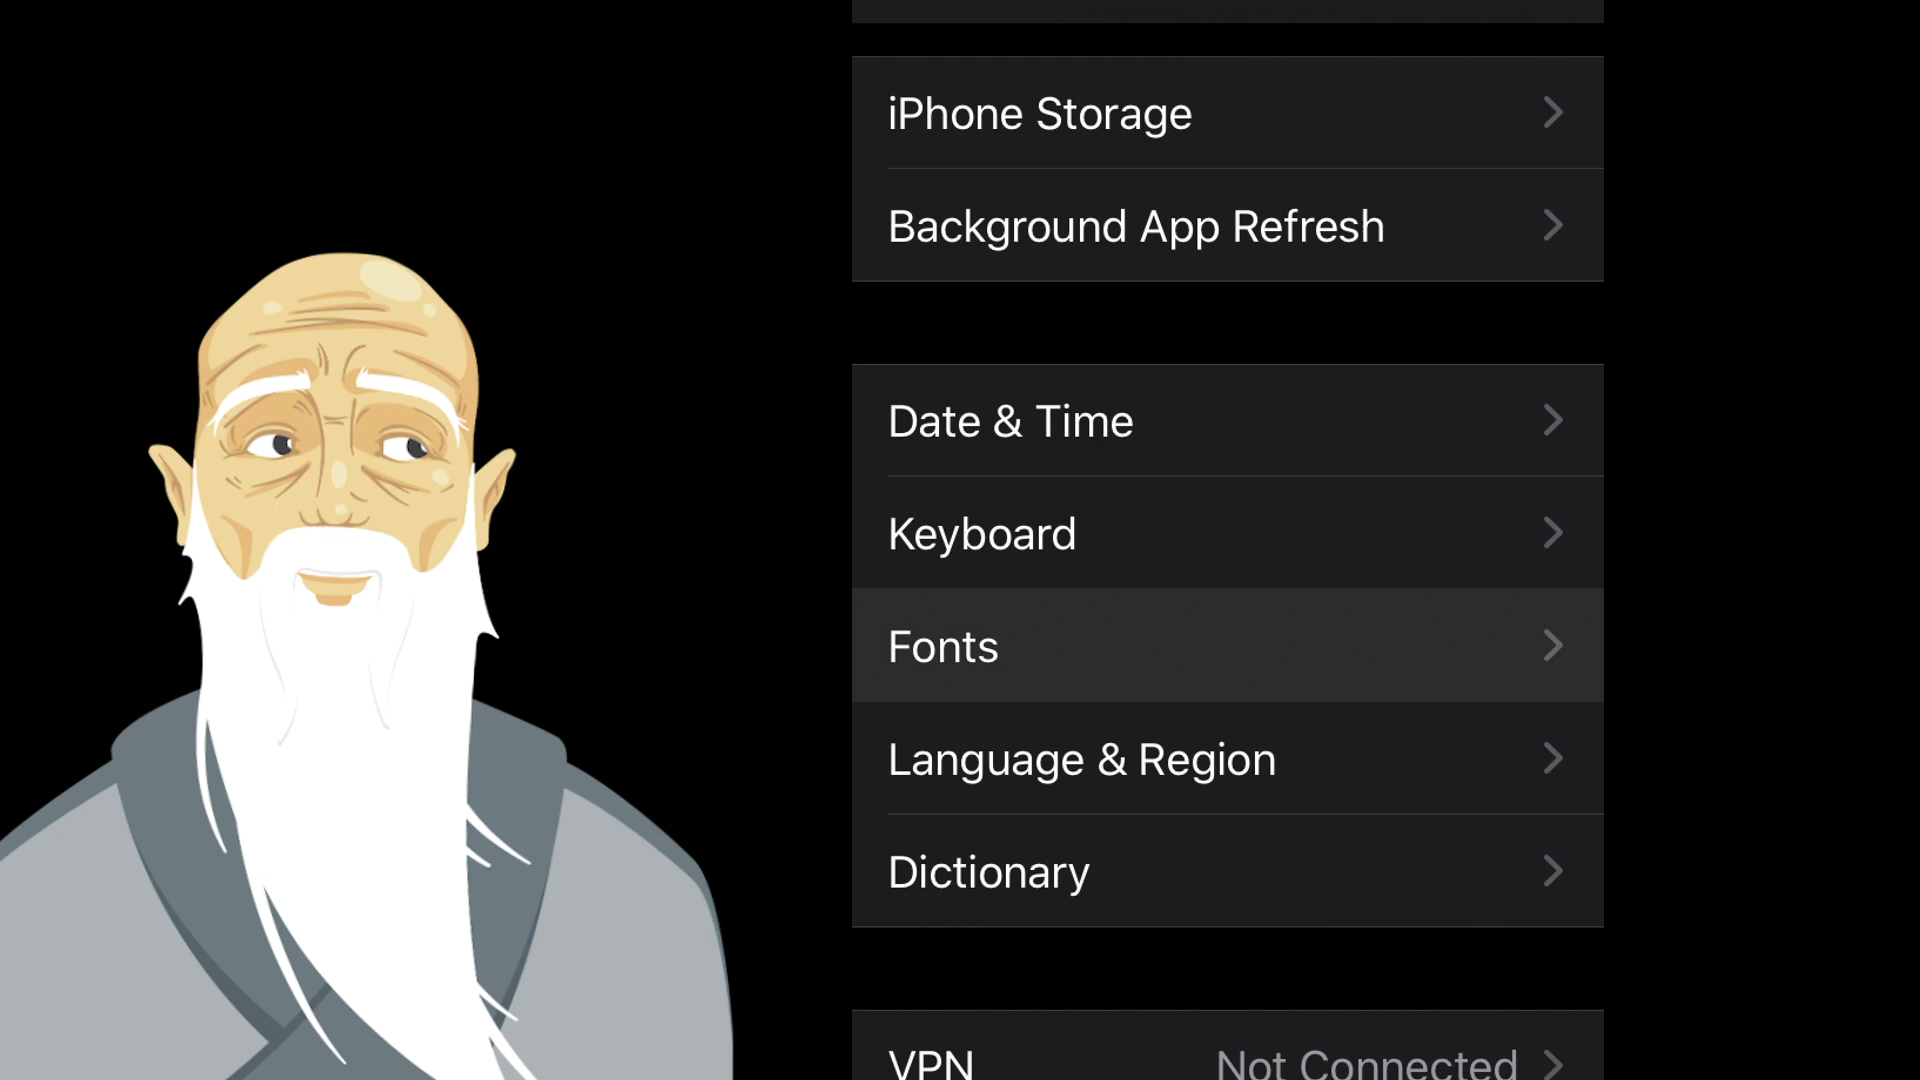 iPhone Storage
Background App Refresh
Date & Time
Keyboard
Fonts
Language & Region
Dictionary
VPN Not Connected